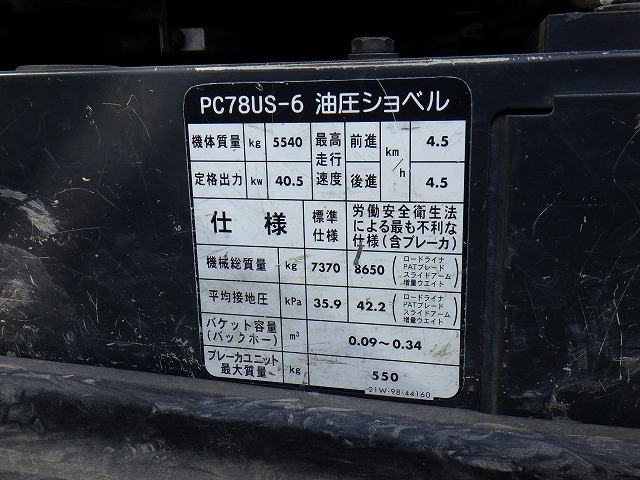 PC78US-6 油圧ショベル
機体質量 kg 5540 最高走行速度 前進 km/h 4.5
定格出力 kw 40.5 後進 4.5
仕様 標準仕様 労働安全衛生法による最も不利な仕様(含ブレーカ)
機械総質量 kg 7370 8650 (ロードライナ PATブレード スライドアーム 増量ウエイト)
平均接地圧 kPa 35.9 42.2 (ロードライナ PATブレード スライドアーム 増量ウエイト)
バケット容量(バックホー) m³ 0.09～0.34
ブレーカユニット最大質量 kg 550
21W-98-44160